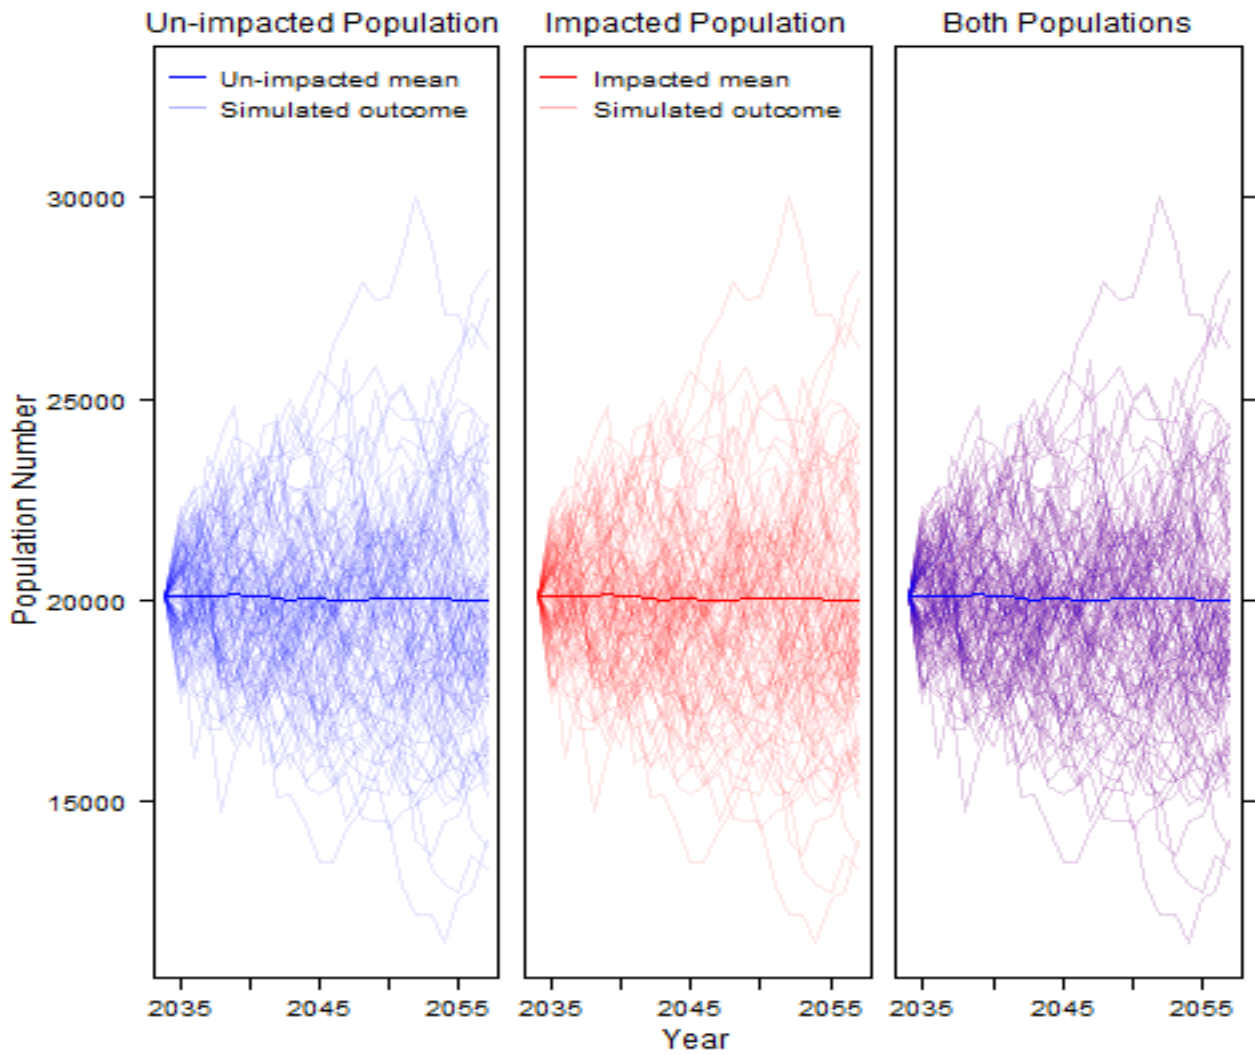 Un-impacted Population
Impacted Population
Both Populations
Un-impacted mean
Simulated outcome
Impacted mean
Simulated outcome
Population Number
30000
25000
20000
15000
2035 2045 2055
2035 2045 2055
2035 2045 2055
Year